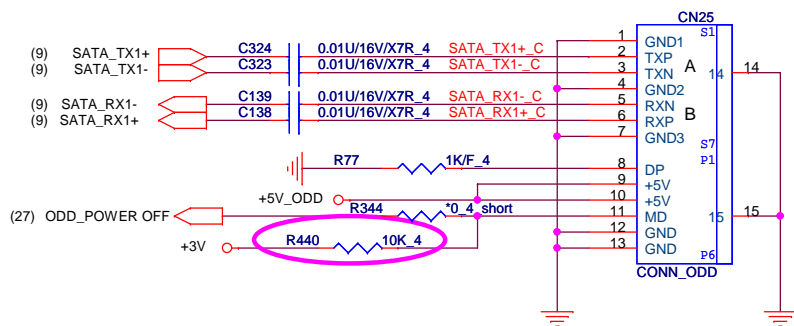 CN25
1 GND1 S1
(9) SATA_TX1+ C324 0.01U/16V/X7R_4 SATA_TX1+_C 2 TXP
(9) SATA_TX1- C323 0.01U/16V/X7R_4 SATA_TX1-_C 3 TXN A 14 14
4 GND2
(9) SATA_RX1- C139 0.01U/16V/X7R_4 SATA_RX1-_C 5 RXN B
(9) SATA_RX1+ C138 0.01U/16V/X7R_4 SATA_RX1+_C 6 RXP
7 GND3 S7
P1
R77 1K/F_4 8 DP
9 +5V
+5V_ODD 10 +5V
(27) ODD_POWER OFF R344 *0_4_short 11 MD 15 15
12 GND
+3V R440 10K_4 13 GND P6
CONN_ODD